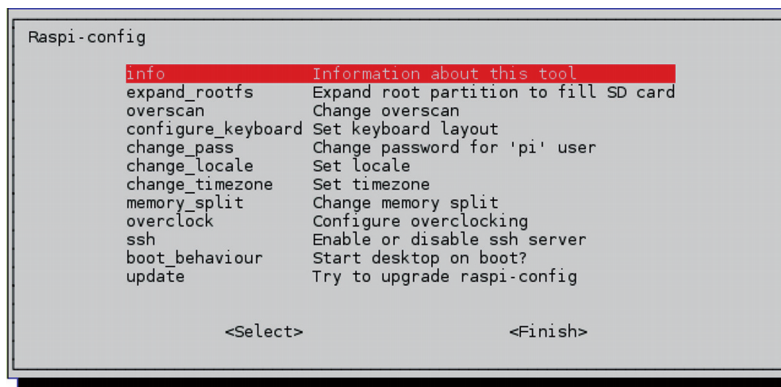 Raspi-config
info Information about this tool
expand_rootfs Expand root partition to fill SD card
overscan Change overscan
configure_keyboard Set keyboard layout
change_pass Change password for 'pi' user
change_locale Set locale
change_timezone Set timezone
memory_split Change memory split
overclock Configure overclocking
ssh Enable or disable ssh server
boot_behaviour Start desktop on boot?
update Try to upgrade raspi-config
<Select> <Finish>